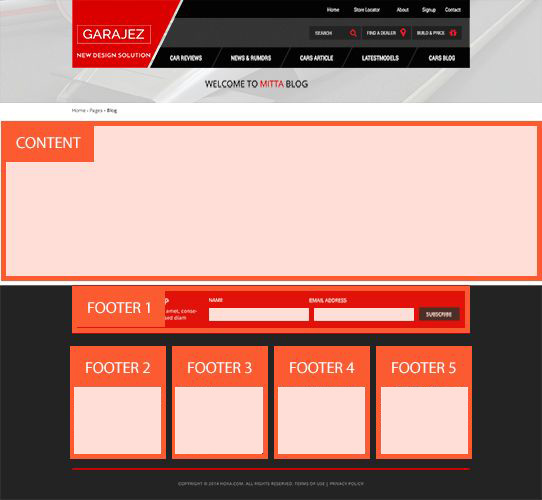 Home Store Locator About Signup Contact
GARAJEZ
NEW DESIGN SOLUTION
SEARCH FIND A DEALER BUILD & PRICE
CAR REVIEWS NEWS & RUMORS CARS ARTICLE LATESTMODELS CARS BLOG
WELCOME TO MITTA BLOG
Home › Pages › Blog
CONTENT
FOOTER 1
NAME EMAIL ADDRESS
amet, conse-
sed diam
SUBSCRIBE
FOOTER 2 FOOTER 3 FOOTER 4 FOOTER 5
COPYRIGHT © 2014 HOXA.COM. ALL RIGHTS RESERVED. TERMS OF USE | PRIVACY POLICY